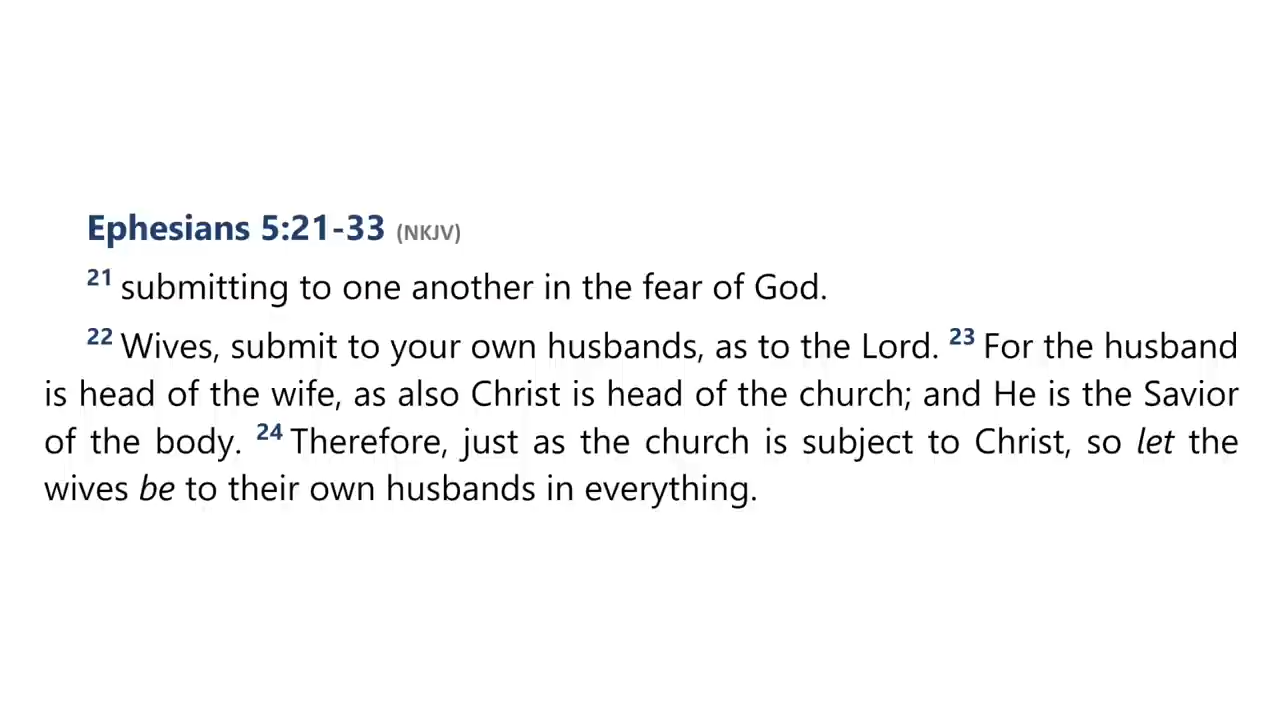 Ephesians 5:21-33 (NKJV)
21 submitting to one another in the fear of God.
22 Wives, submit to your own husbands, as to the Lord. 23 For the husband
is head of the wife, as also Christ is head of the church; and He is the Savior
of the body. 24 Therefore, just as the church is subject to Christ, so let the
wives be to their own husbands in everything.